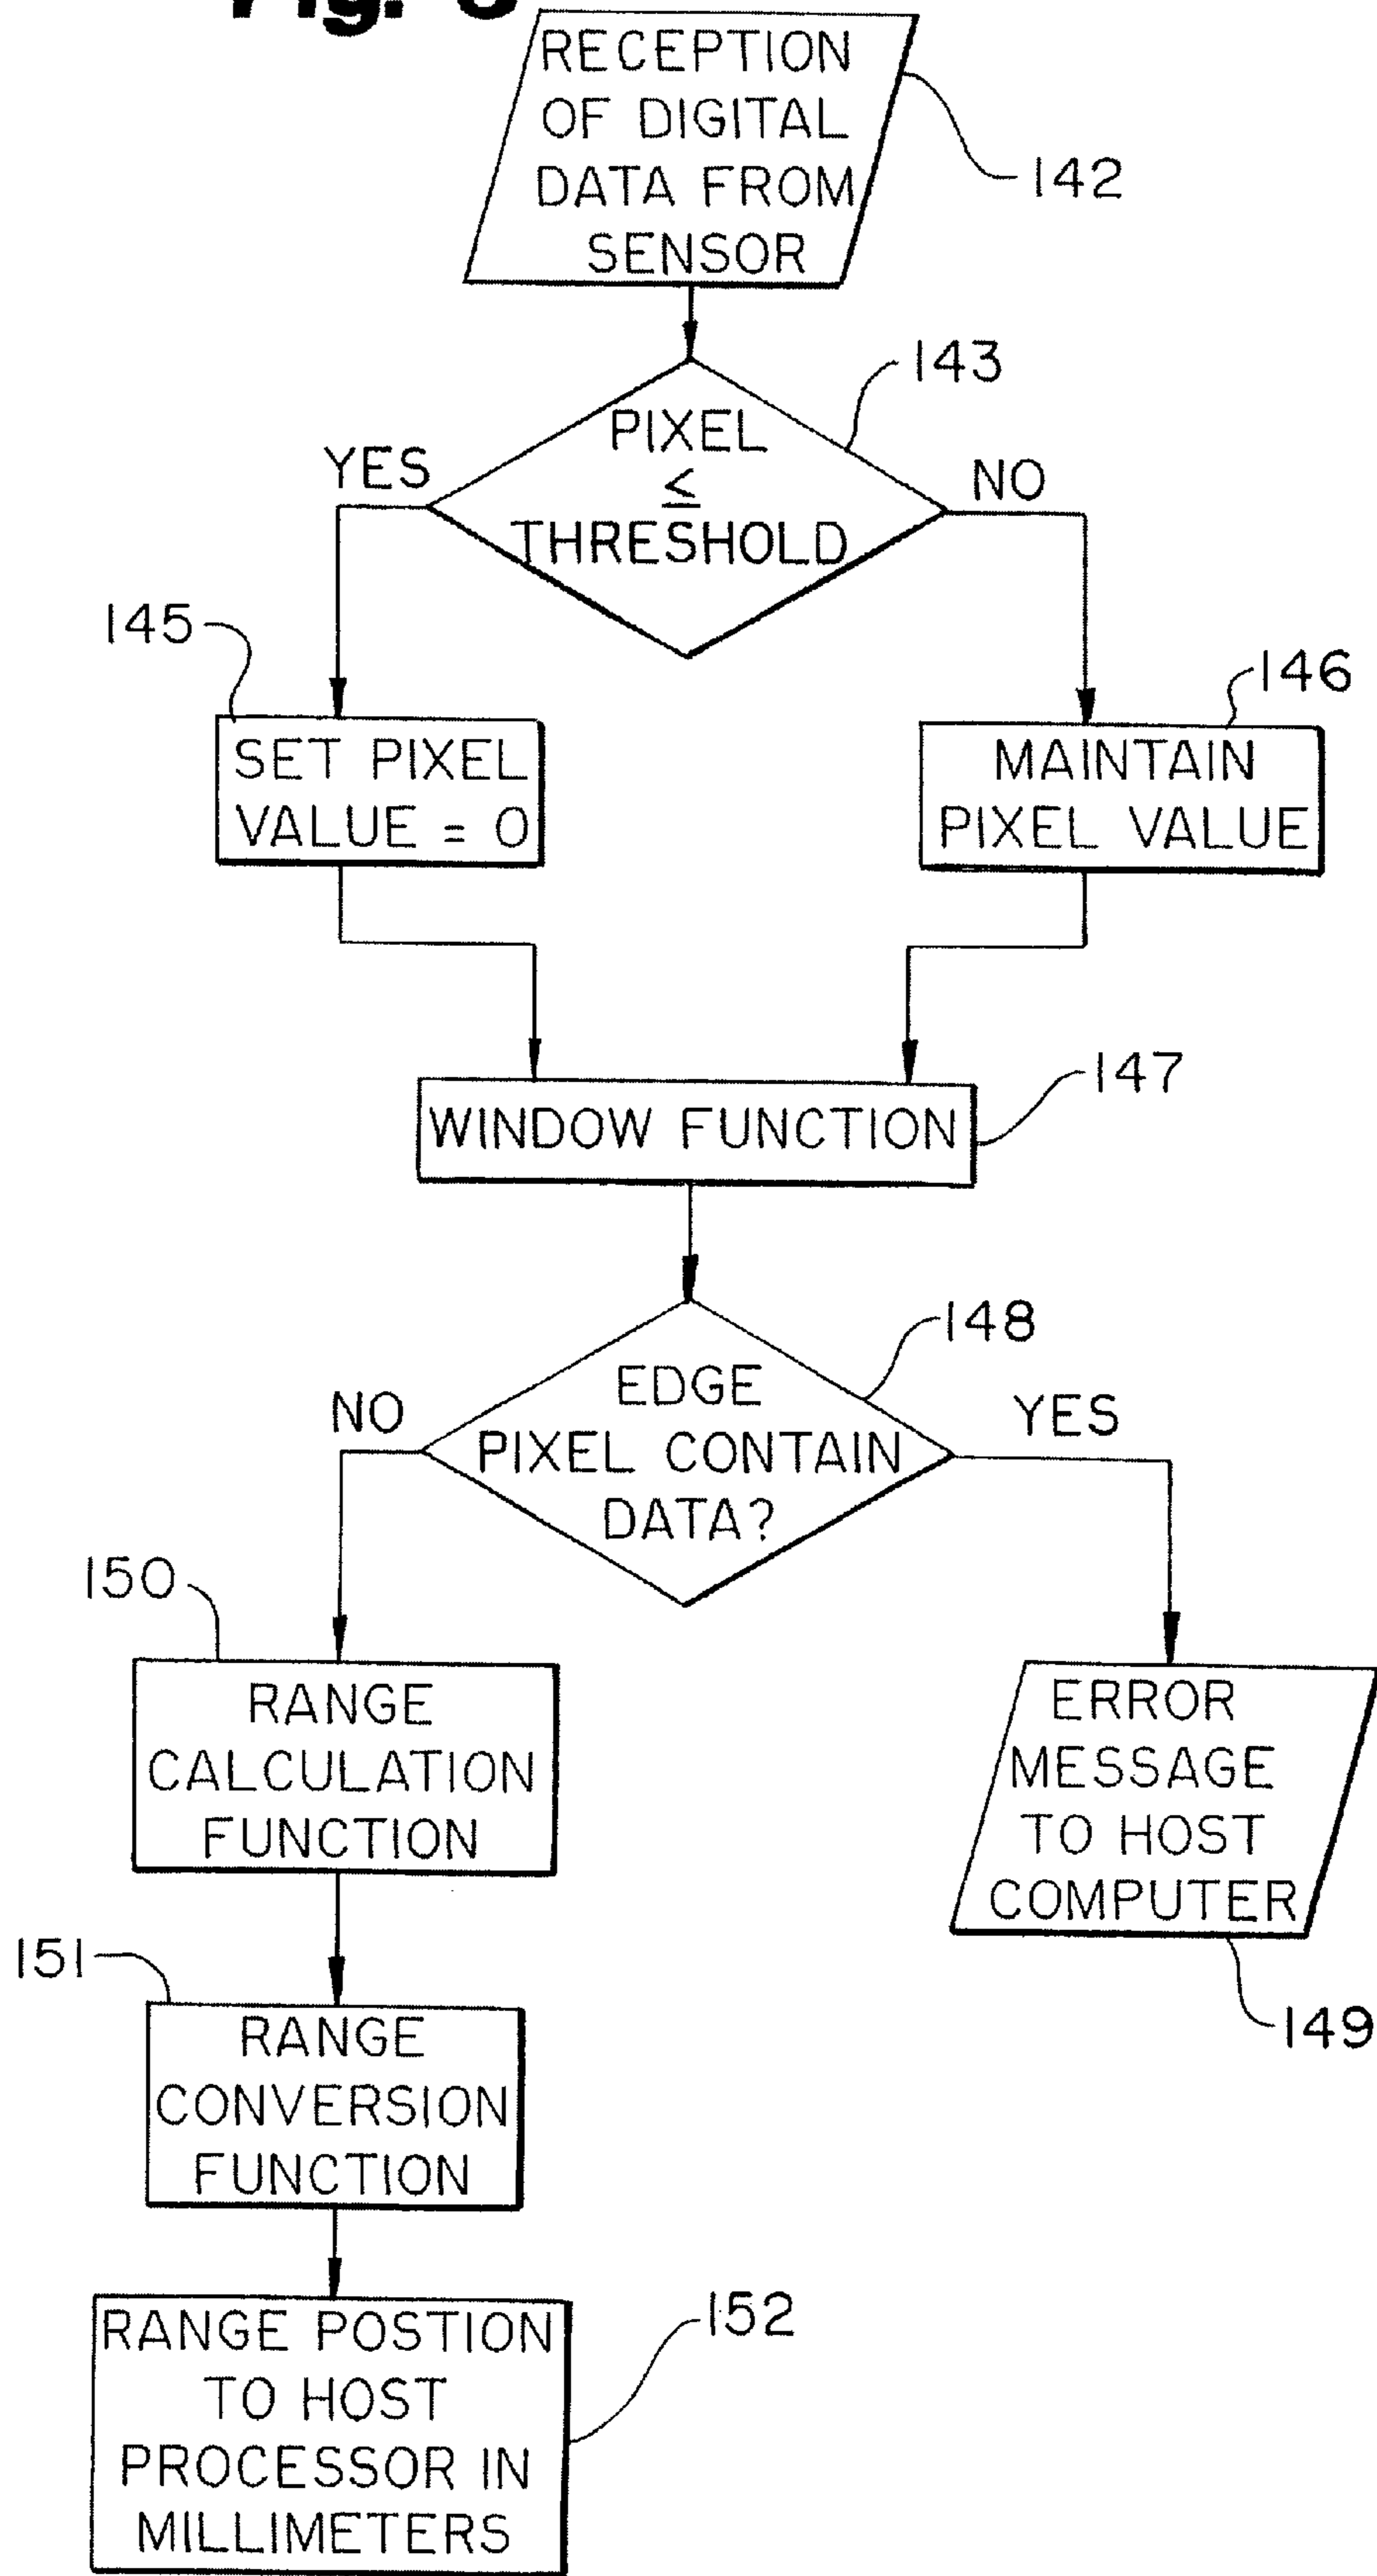 Fig.
RECEPTION
OF DIGITAL
DATA FROM
SENSOR
142
143
PIXEL
≤
THRESHOLD
YES
NO
145
SET PIXEL
VALUE = 0
146
MAINTAIN
PIXEL VALUE
147
WINDOW FUNCTION
148
EDGE
PIXEL CONTAIN
DATA?
NO
YES
150
RANGE
CALCULATION
FUNCTION
ERROR
MESSAGE
TO HOST
COMPUTER
149
151
RANGE
CONVERSION
FUNCTION
RANGE POSTION
TO HOST
PROCESSOR IN
MILLIMETERS
152